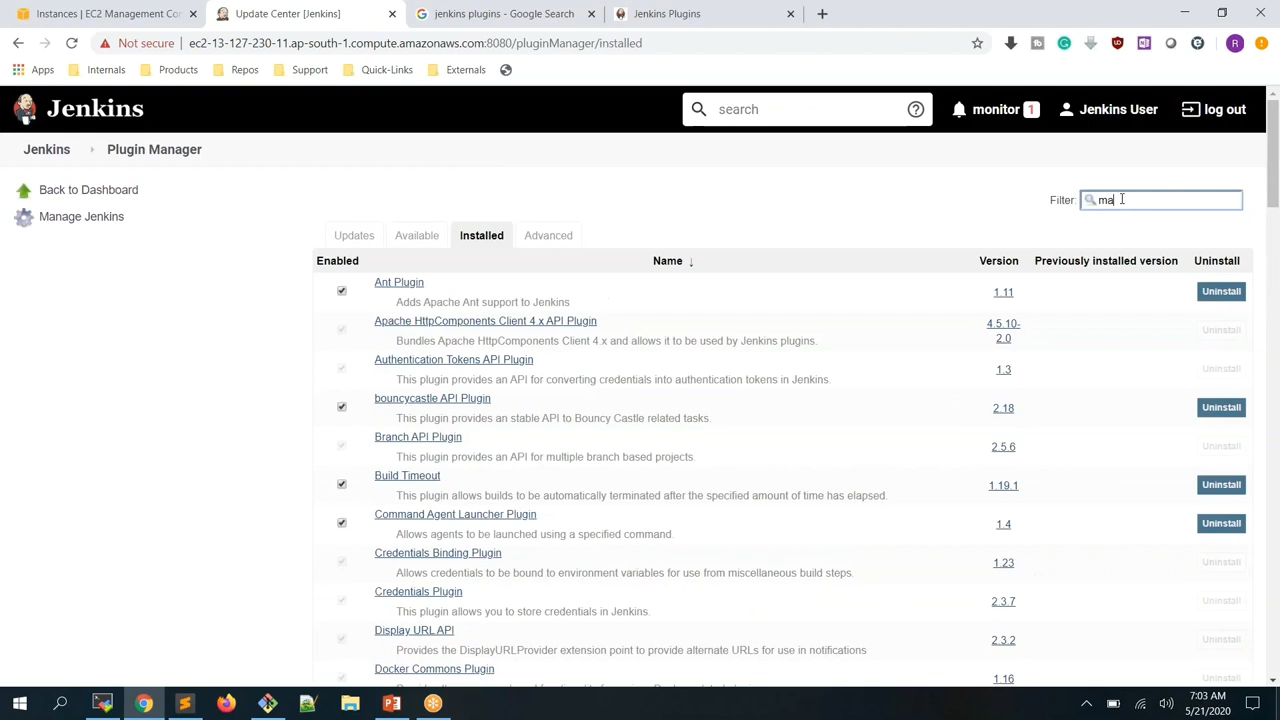 Instances | EC2 Management Con
Update Center [Jenkins]
jenkins plugins - Google Search
Jenkins Plugins
Not secure | ec2-13-127-230-11.ap-south-1.compute.amazonaws.com:8080/pluginManager/installed
Apps
Internals
Products
Repos
Support
Quick-Links
Externals
Jenkins
search
monitor 1
Jenkins User
log out
Jenkins
Plugin Manager
Back to Dashboard
Manage Jenkins
Filter: ma
Updates
Available
Installed
Advanced
Enabled Name ↓ Version Previously installed version Uninstall
Ant Plugin
Adds Apache Ant support to Jenkins
1.11
Uninstall
Apache HttpComponents Client 4.x API Plugin
Bundles Apache HttpComponents Client 4.x and allows it to be used by Jenkins plugins.
4.5.10-
2.0
Uninstall
Authentication Tokens API Plugin
This plugin provides an API for converting credentials into authentication tokens in Jenkins.
1.3
Uninstall
bouncycastle API Plugin
This plugin provides an stable API to Bouncy Castle related tasks.
2.18
Uninstall
Branch API Plugin
This plugin provides an API for multiple branch based projects.
2.5.6
Uninstall
Build Timeout
This plugin allows builds to be automatically terminated after the specified amount of time has elapsed.
1.19.1
Uninstall
Command Agent Launcher Plugin
Allows agents to be launched using a specified command.
1.4
Uninstall
Credentials Binding Plugin
Allows credentials to be bound to environment variables for use from miscellaneous build steps.
1.23
Uninstall
Credentials Plugin
This plugin allows you to store credentials in Jenkins.
2.3.7
Uninstall
Display URL API
Provides the DisplayURLProvider extension point to provide alternate URLs for use in notifications
2.3.2
Uninstall
Docker Commons Plugin
1.16
Uninstall
7:03 AM
5/21/2020